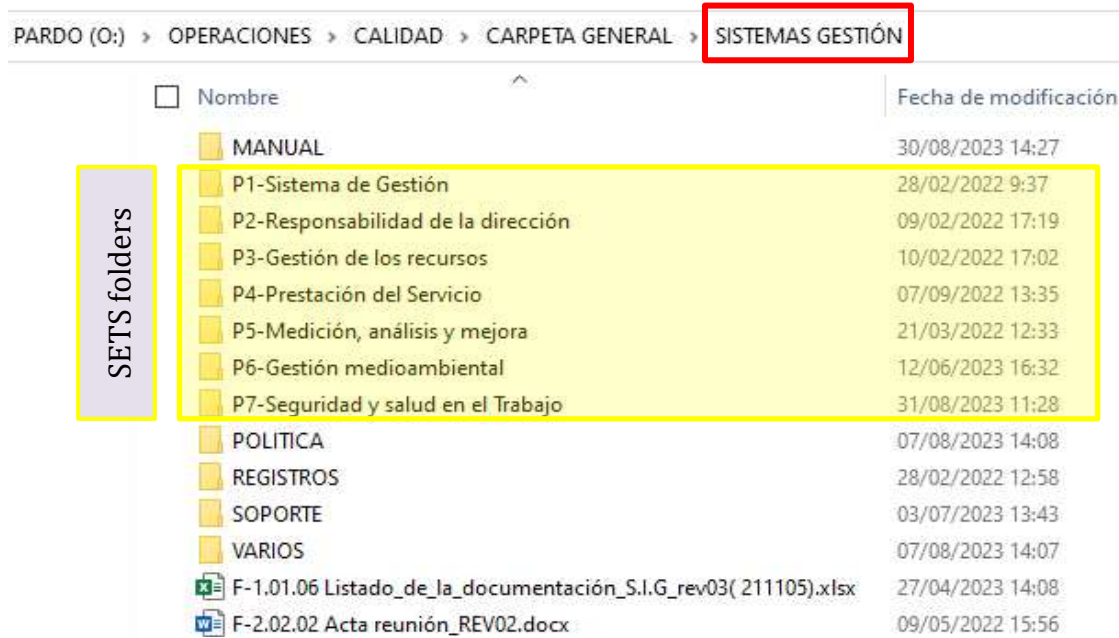 PARDO (O:) > OPERACIONES > CALIDAD > CARPETA GENERAL > SISTEMAS GESTIÓN
Nombre Fecha de modificación
SETS folders
MANUAL 30/08/2023 14:27
P1-Sistema de Gestión 28/02/2022 9:37
P2-Responsabilidad de la dirección 09/02/2022 17:19
P3-Gestión de los recursos 10/02/2022 17:02
P4-Prestación del Servicio 07/09/2022 13:35
P5-Medición, análisis y mejora 21/03/2022 12:33
P6-Gestión medioambiental 12/06/2023 16:32
P7-Seguridad y salud en el Trabajo 31/08/2023 11:28
POLITICA 07/08/2023 14:08
REGISTROS 28/02/2022 12:58
SOPORTE 03/07/2023 13:43
VARIOS 07/08/2023 14:07
F-1.01.06 Listado_de_la_documentación_S.I.G_rev03( 211105).xlsx 27/04/2023 14:08
F-2.02.02 Acta reunión_REV02.docx 09/05/2022 15:56